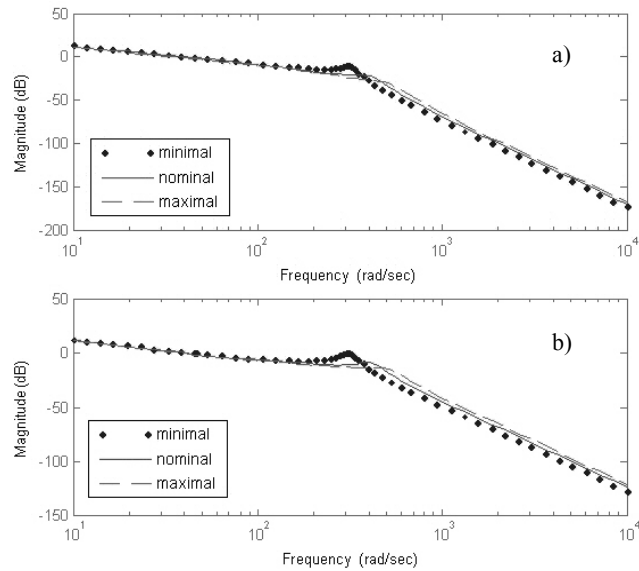 50
0
-50
-100
-150
-200
Magnitude (dB)
a)
minimal
nominal
maximal
10^1
10^2
10^3
10^4
Frequency (rad/sec)
50
0
-50
-100
-150
Magnitude (dB)
b)
minimal
nominal
maximal
10^1
10^2
10^3
10^4
Frequency (rad/sec)